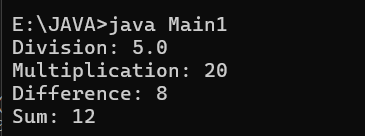 E:\JAVA>java Main1
Division: 5.0
Multiplication: 20
Difference: 8
Sum: 12